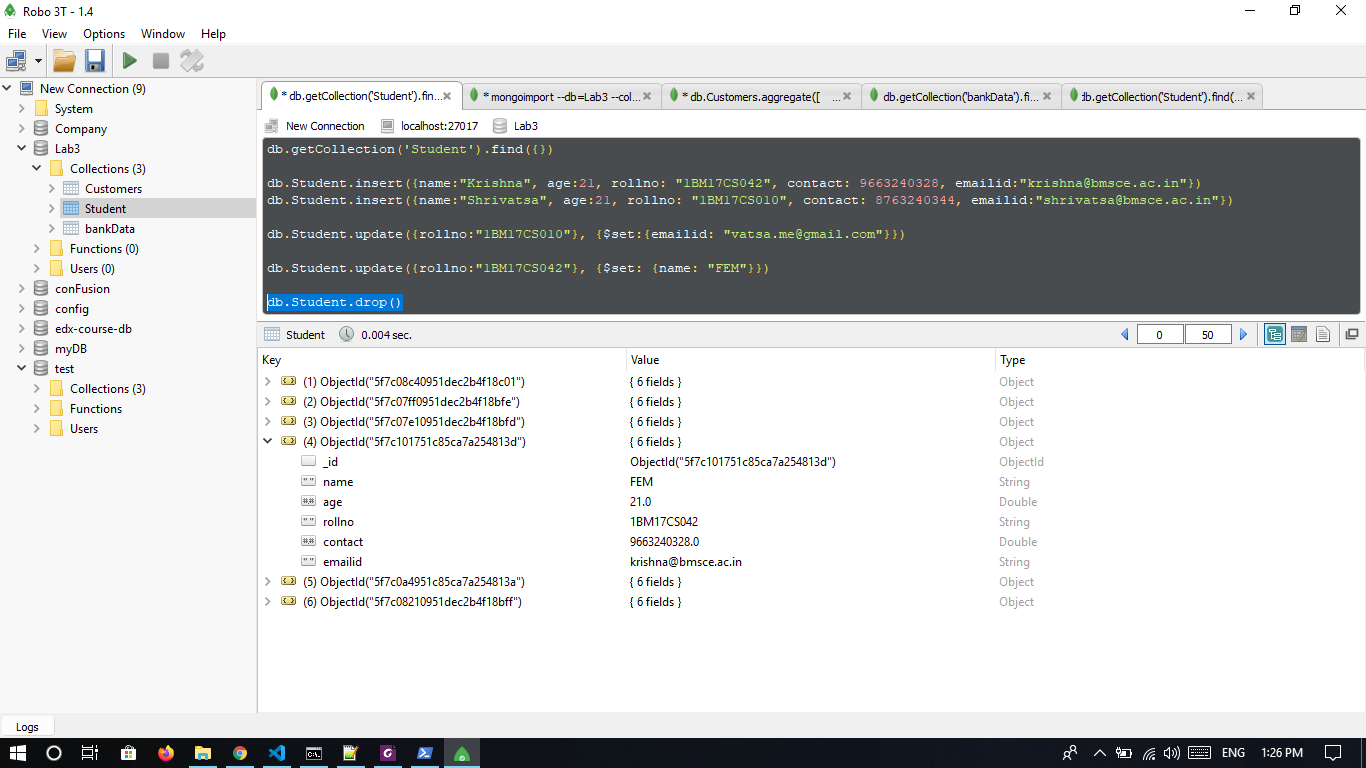 Robo 3T - 1.4
File View Options Window Help
New Connection (9)
System
Company
Lab3
Collections (3)
Customers
Student
bankData
Functions (0)
Users (0)
conFusion
config
edx-course-db
myDB
test
Collections (3)
Functions
Users
* db.getCollection('Student').fin... * mongoimport --db=Lab3 --col... * db.Customers.aggregate([ ... db.getCollection('bankData').fi... db.getCollection('Student').find(...
New Connection localhost:27017 Lab3
db.getCollection('Student').find({})
db.Student.insert({name:"Krishna", age:21, rollno: "1BM17CS042", contact: 9663240328, emailid:"krishna@bmsce.ac.in"})
db.Student.insert({name:"Shrivatsa", age:21, rollno: "1BM17CS010", contact: 8763240344, emailid:"shrivatsa@bmsce.ac.in"})
db.Student.update({rollno:"1BM17CS010"}, {$set:{emailid: "vatsa.me@gmail.com"}})
db.Student.update({rollno:"1BM17CS042"}, {$set: {name: "FEM"}})
db.Student.drop()
Student 0.004 sec. 0 50
Key Value Type
(1) ObjectId("5f7c08c40951dec2b4f18c01") { 6 fields } Object
(2) ObjectId("5f7c07ff0951dec2b4f18bfe") { 6 fields } Object
(3) ObjectId("5f7c07e10951dec2b4f18bfd") { 6 fields } Object
(4) ObjectId("5f7c101751c85ca7a254813d") { 6 fields } Object
_id ObjectId("5f7c101751c85ca7a254813d") ObjectId
name FEM String
age 21.0 Double
rollno 1BM17CS042 String
contact 9663240328.0 Double
emailid krishna@bmsce.ac.in String
(5) ObjectId("5f7c0a4951c85ca7a254813a") { 6 fields } Object
(6) ObjectId("5f7c08210951dec2b4f18bff") { 6 fields } Object
Logs
ENG 1:26 PM